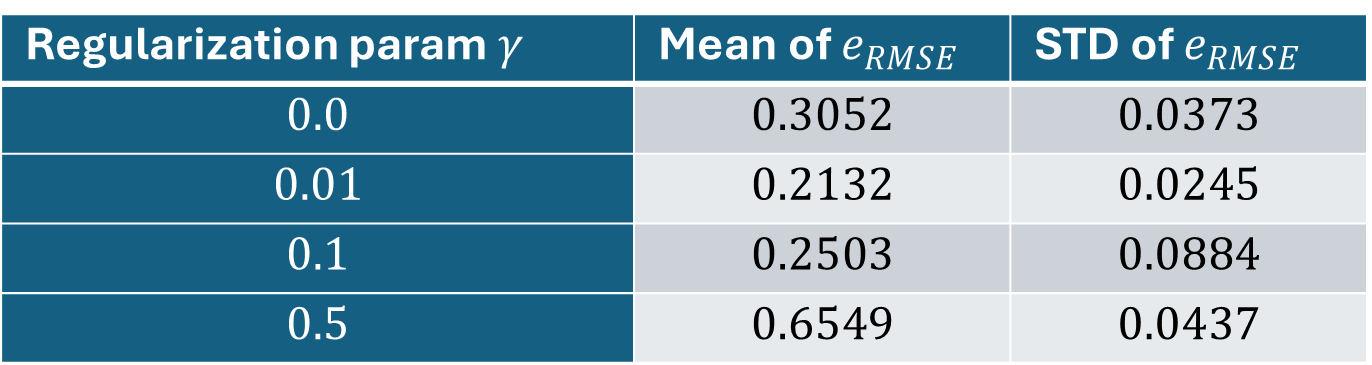 Regularization param γ Mean of e_RMSE STD of e_RMSE
0.0 0.3052 0.0373
0.01 0.2132 0.0245
0.1 0.2503 0.0884
0.5 0.6549 0.0437